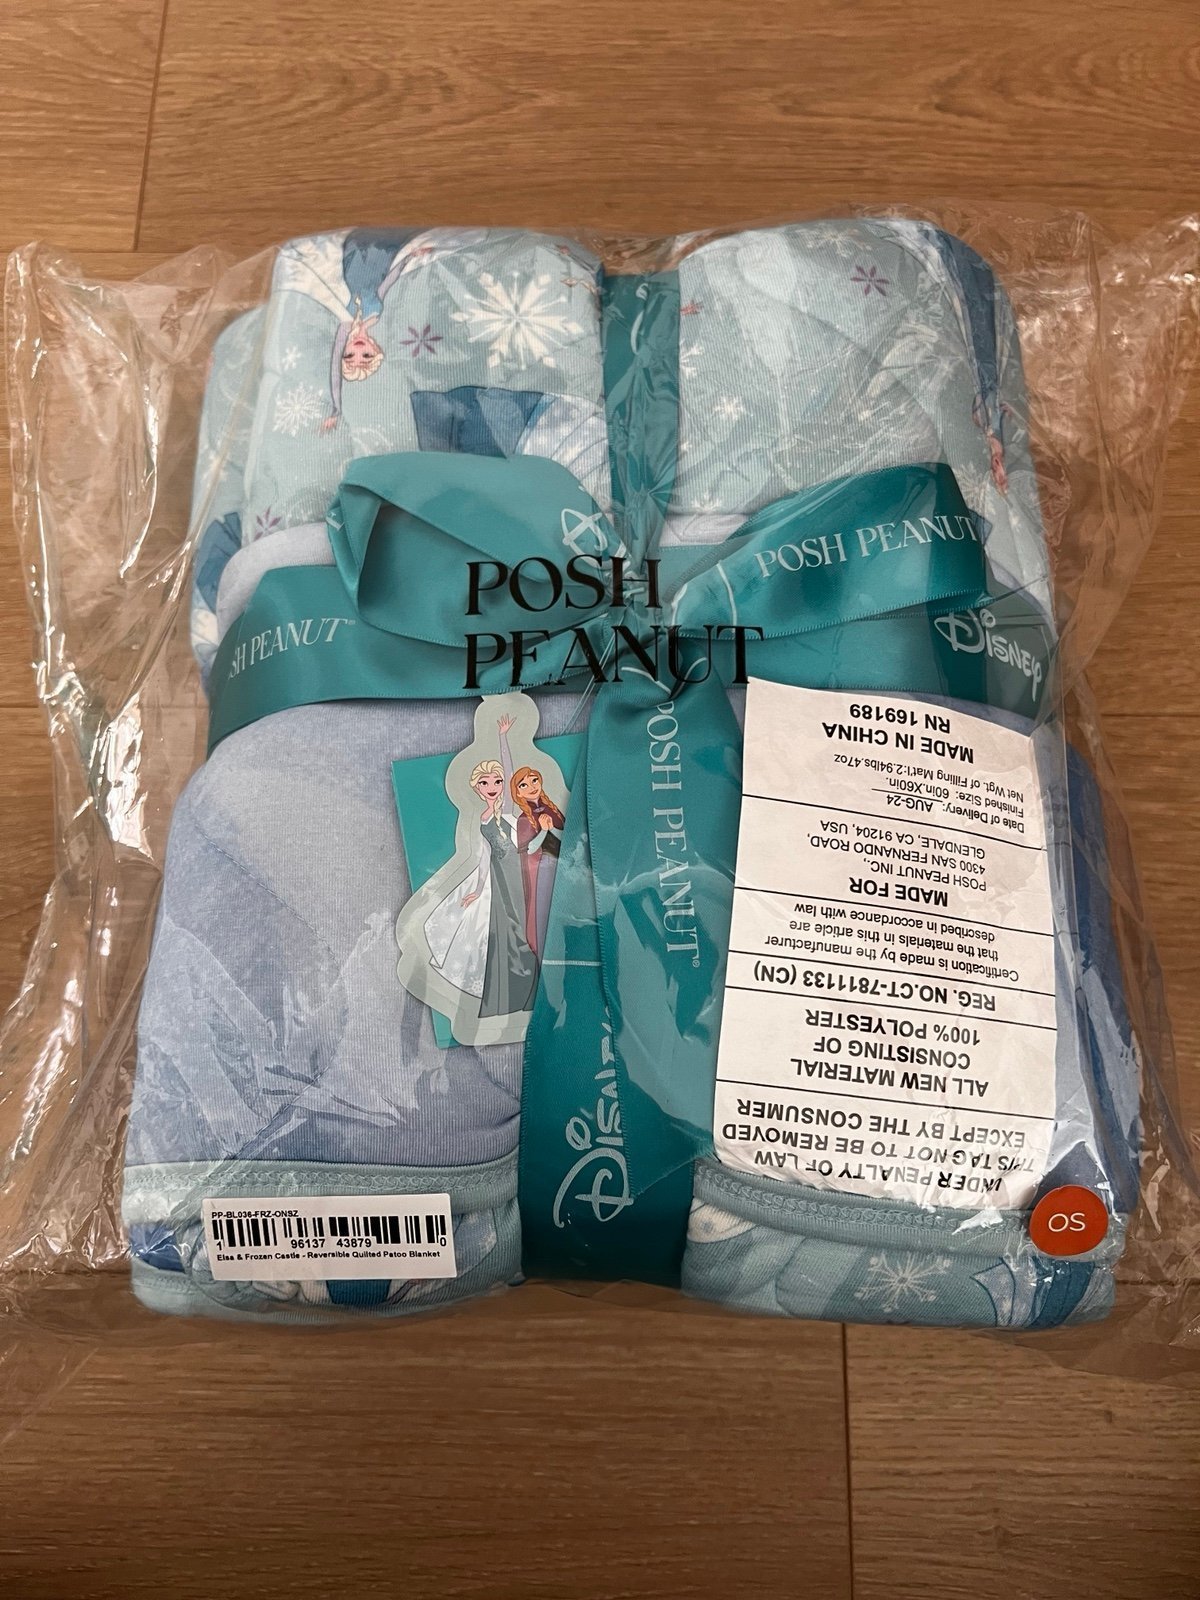 POSH
PEANUT
POSH PEANUT
SH PEANUT
Disney
POSH PEANUT
Disney
UNDER PENALTY OF LAW
THIS TAG NOT TO BE REMOVED
EXCEPT BY THE CONSUMER
ALL NEW MATERIAL
CONSISTING OF
100% POLYESTER
REG. NO.CT-7811133 (CN)
Certification is made by the manufacturer
that the materials in this article are
described in accordance with law
MADE FOR
POSH PEANUT INC.,
4300 SAN FERNANDO ROAD,
GLENDALE, CA 91204, USA
Date of Delivery: AUG-24
Finished Size: 60in.X60in.
Net Wgt. of Filling Mat'l:2.94lbs.47oz
MADE IN CHINA
RN 169189
PP-BL036-FRZ-ONSZ
1 96137 43879 0
Elsa & Frozen Castle - Reversible Quilted Patoo Blanket
OS